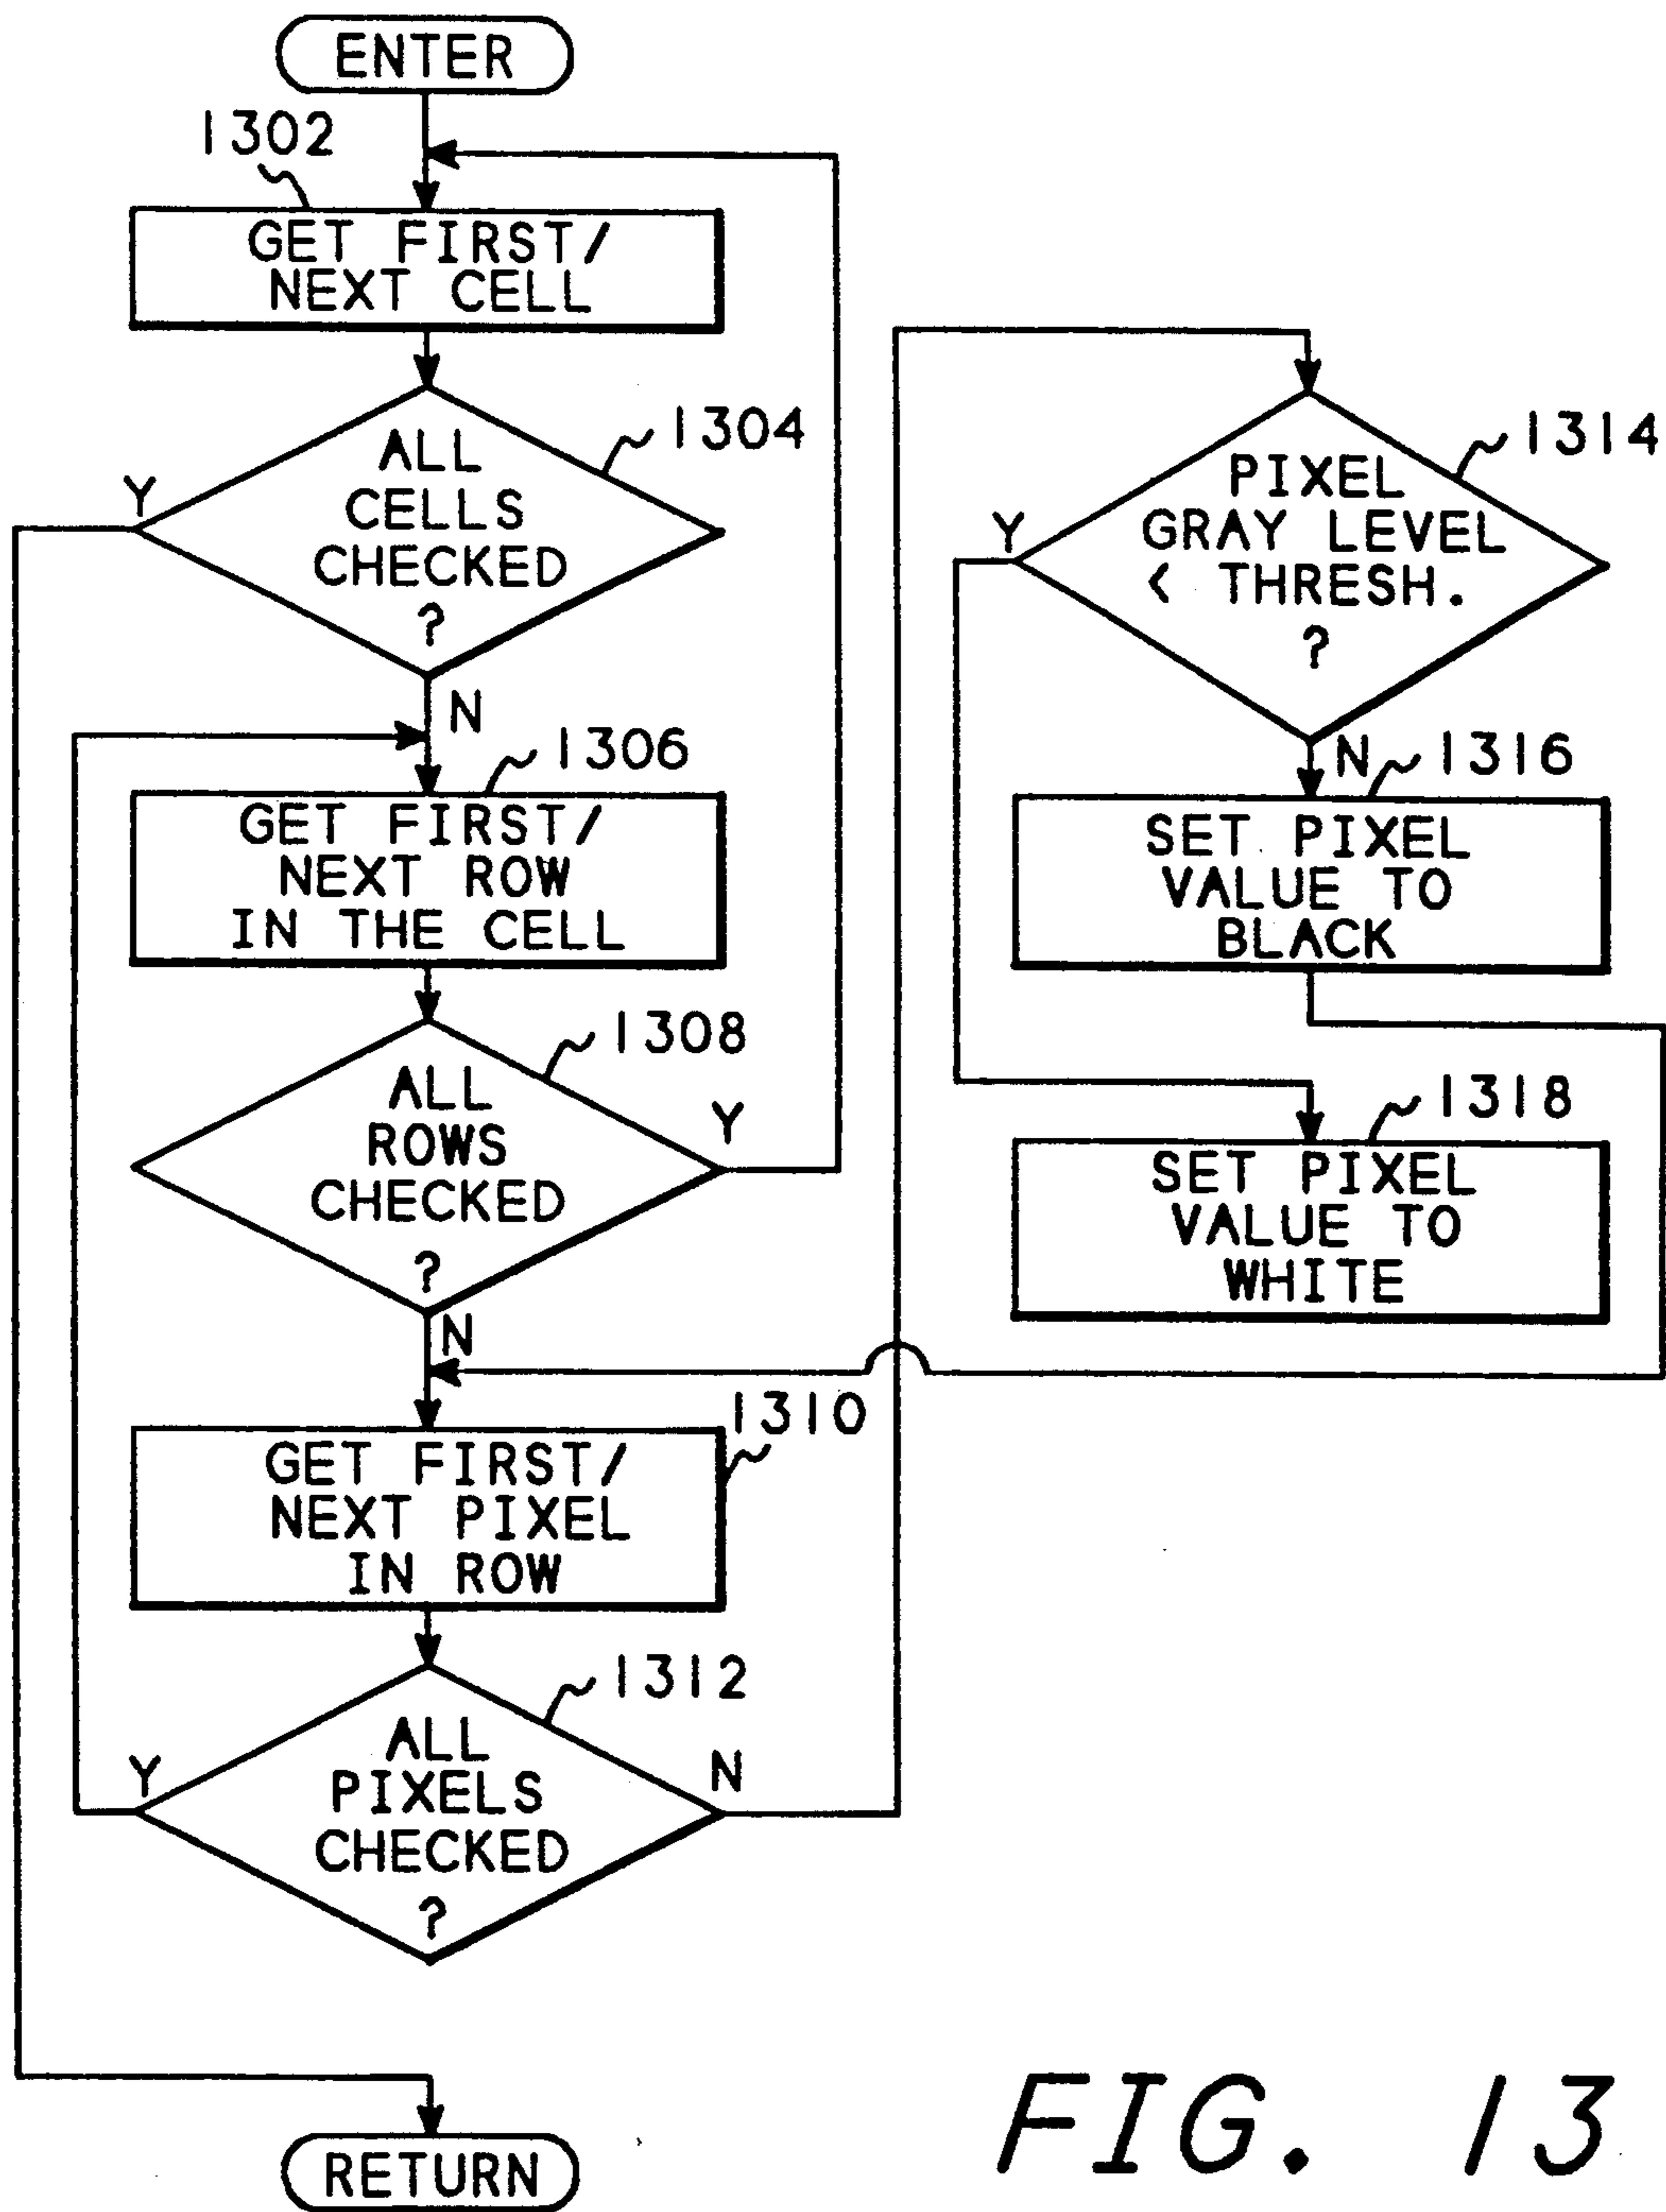 ENTER
1302
GET FIRST/
NEXT CELL
1304
ALL
CELLS
CHECKED
?
Y
N
1306
GET FIRST/
NEXT ROW
IN THE CELL
1308
ALL
ROWS
CHECKED
?
Y
N
1310
GET FIRST/
NEXT PIXEL
IN ROW
1312
ALL
PIXELS
CHECKED
?
Y
N
1314
PIXEL
GRAY LEVEL
< THRESH.
?
Y
N
1316
SET PIXEL
VALUE TO
BLACK
1318
SET PIXEL
VALUE TO
WHITE
RETURN
FIG. 13